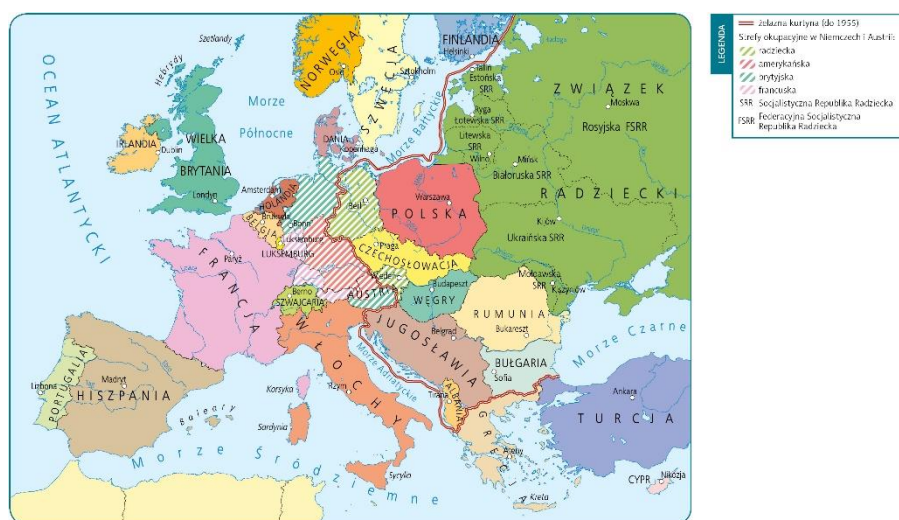 LEGENDA
żelazna kurtyna (do 1955)
Strefy okupacyjne w Niemczech i Austrii:
radziecka
amerykańska
brytyjska
francuska
SRR Socjalistyczna Republika Radziecka
FSRR Federacyjna Socjalistyczna
Republika Radziecka
OCEAN ATLANTYCKI
Szetlandy
Hebrydy
Morze
Północne
NORWEGIA
Oslo
SZWECJA
Sztokholm
FINLANDIA
Helsinki
Tallin
Estońska
SRR
ZWIĄZEK
RADZIECKI
Moskwa
Rosyjska FSRR
Ryga
Łotewska SRR
Litewska
SRR
Wilno
Mińsk
Białoruska SRR
Morze Bałtyckie
IRLANDIA
Dublin
WIELKA
BRYTANIA
Londyn
DANIA
Kopenhaga
Amsterdam
HOLANDIA
Bruksela
BELGIA
Bonn
Luksemburg
LUKSEMBURG
Warszawa
POLSKA
Praga
CZECHOSŁOWACJA
Kijów
Ukraińska SRR
Mołdawska
SRR
Kiszyniów
Paryż
FRANCJA
Berno
SZWAJCARIA
Wiedeń
AUSTRIA
Budapeszt
WĘGRY
RUMUNIA
Bukareszt
Belgrad
JUGOSŁAWIA
BUŁGARIA
Sofia
Morze Czarne
WŁOCHY
Rzym
Morze Adriatyckie
Tirana
ALBANIA
GRECJA
Ateny
Kreta
Ankara
TURCJA
CYPR
Nikozja
PORTUGALIA
Lizbona
Madryt
HISZPANIA
Baleary
Korsyka
Sardynia
Sycylia
Morze Śródziemne